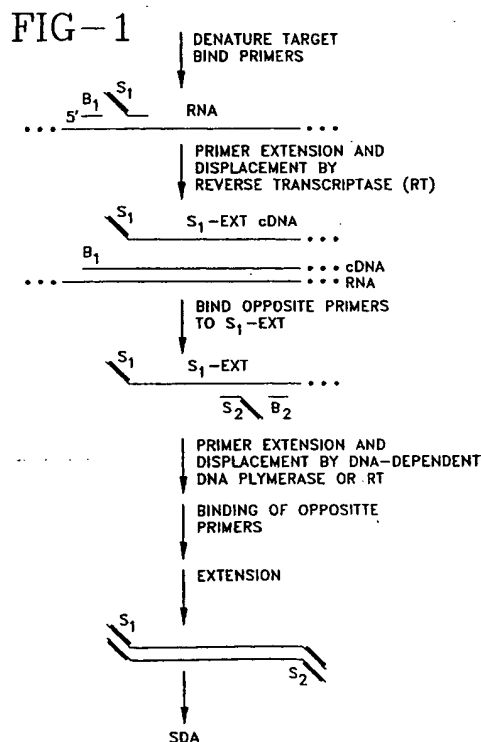 FIG-1
DENATURE TARGET
BIND PRIMERS
S1
B1
5'
RNA
PRIMER EXTENSION AND
DISPLACEMENT BY
REVERSE TRANSCRIPTASE (RT)
S1
S1-EXT cDNA
B1
cDNA
RNA
BIND OPPOSITE PRIMERS
TO S1-EXT
S1
S1-EXT
S2 B2
PRIMER EXTENSION AND
DISPLACEMENT BY DNA-DEPENDENT
DNA PLYMERASE OR RT
BINDING OF OPPOSITTE
PRIMERS
EXTENSION
S1
S2
SDA